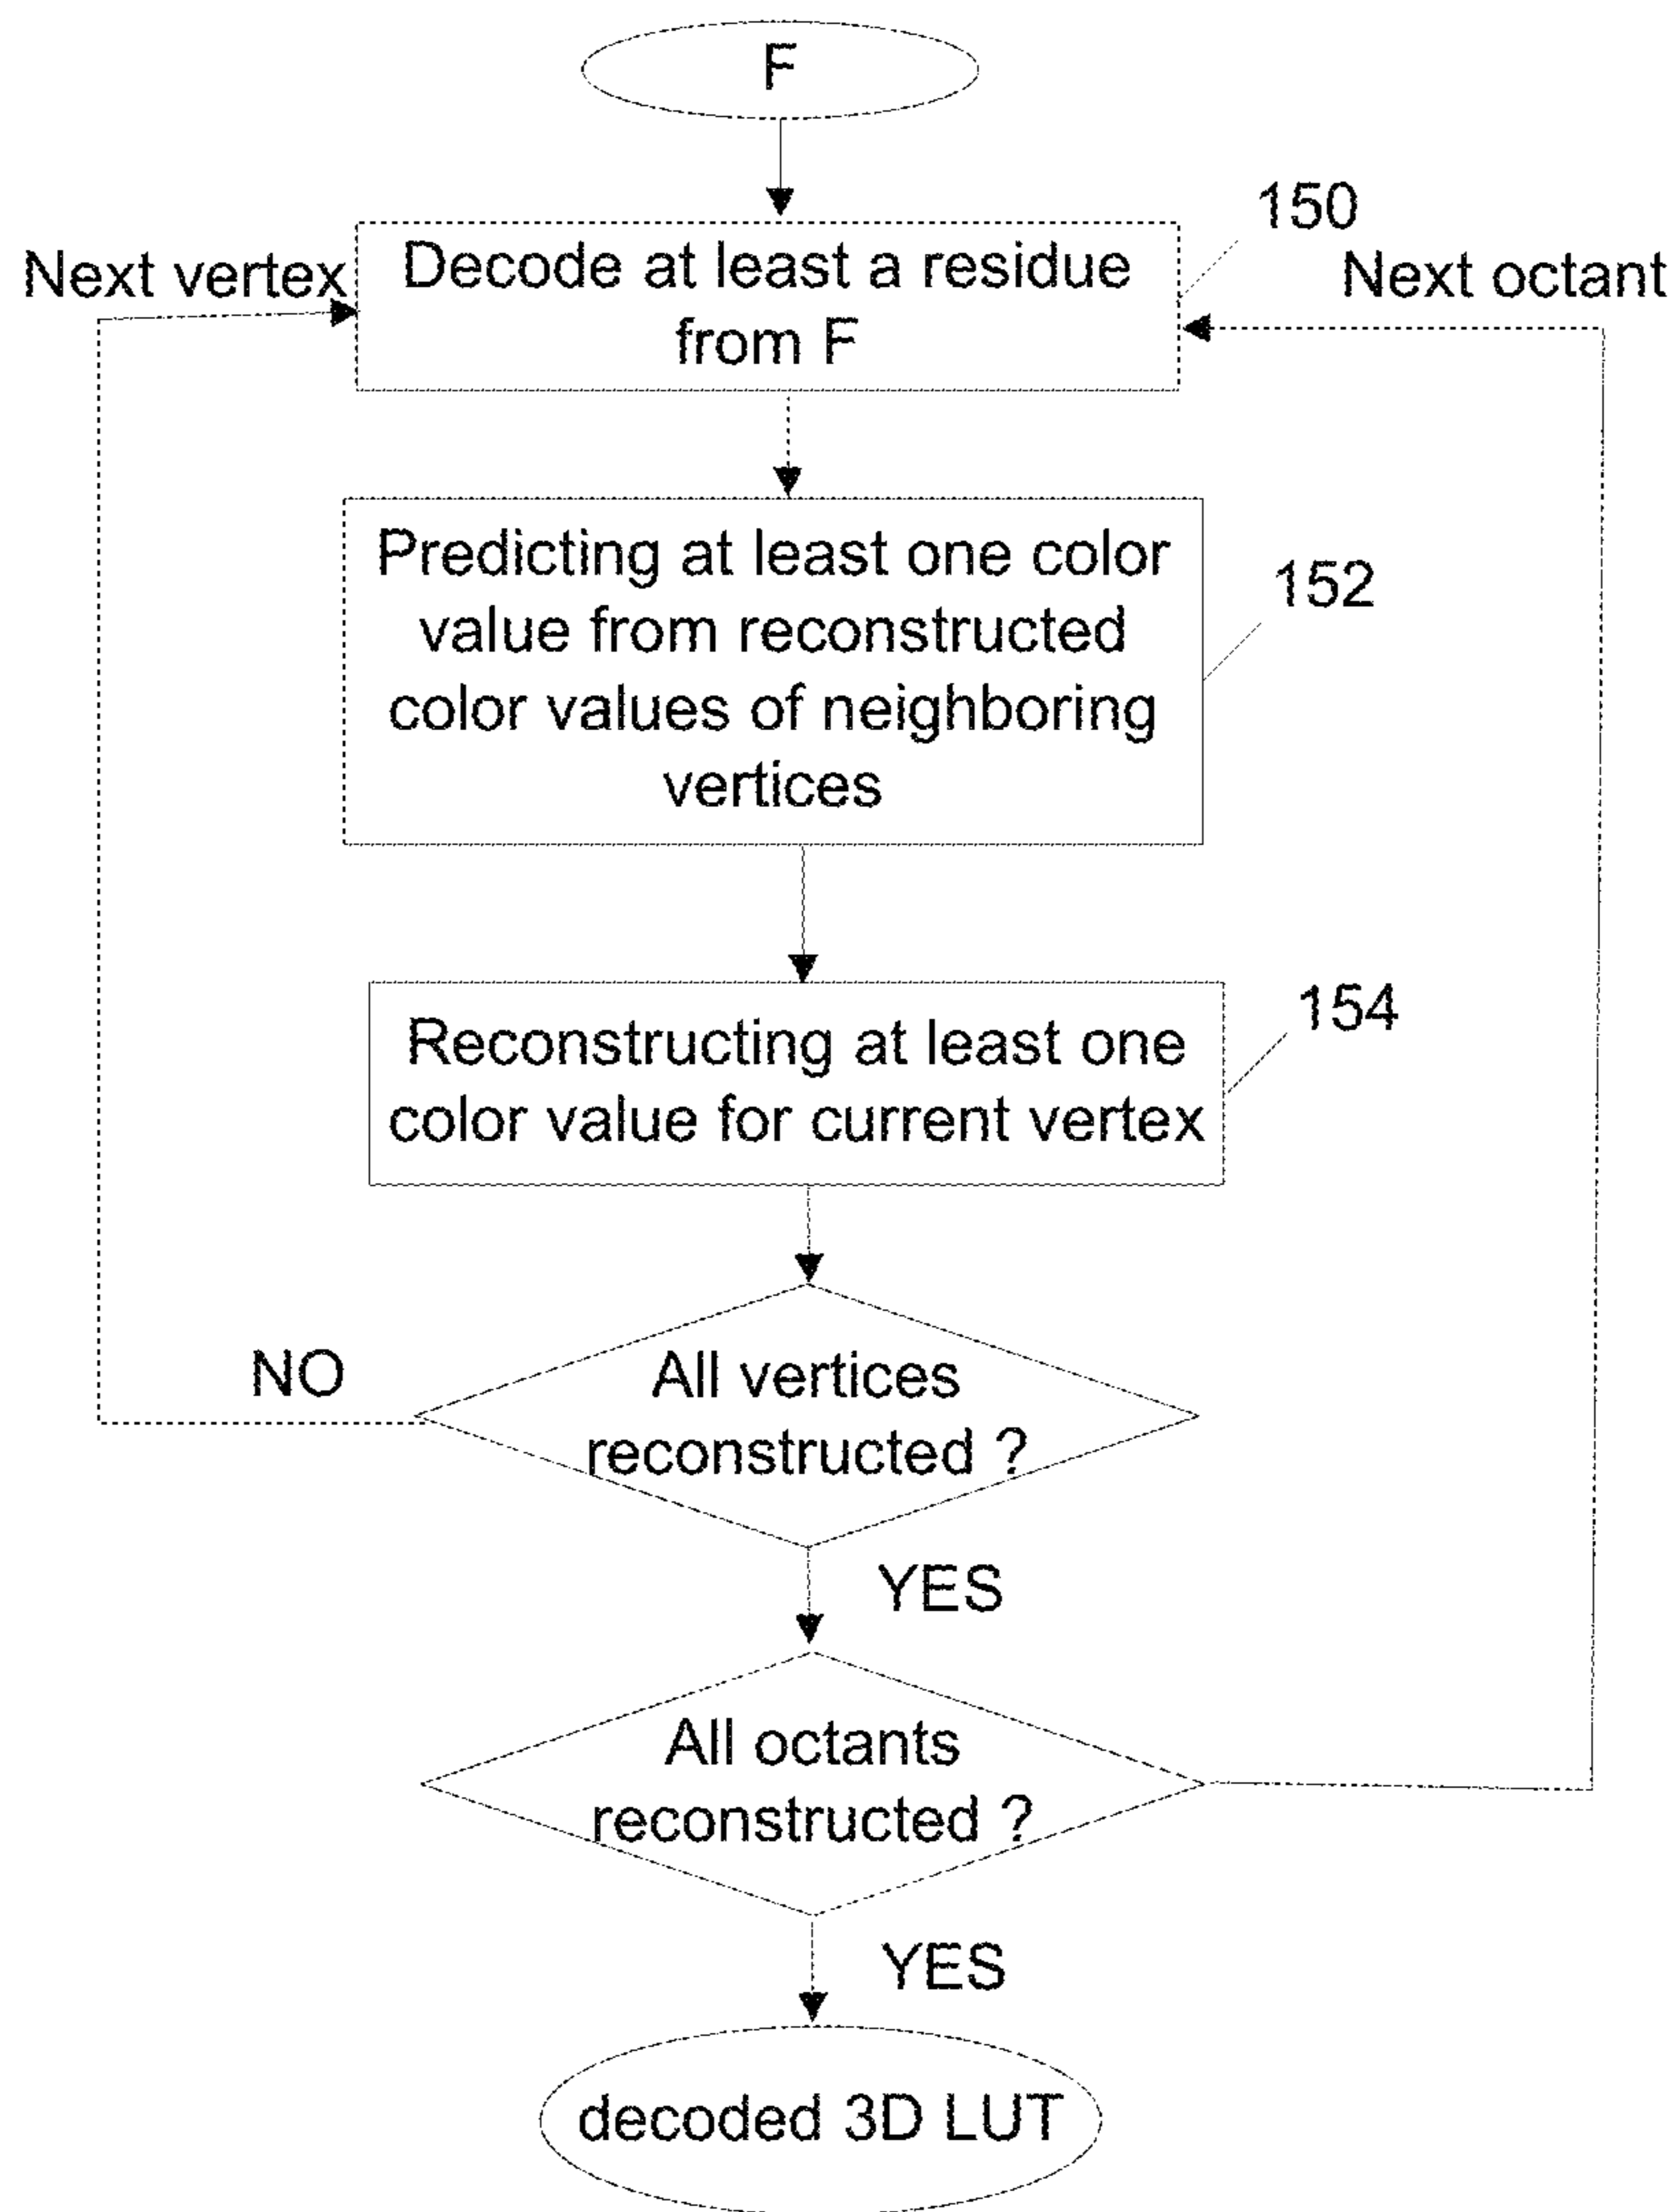 F
150
Next vertex
Decode at least a residue
from F
Next octant
Predicting at least one color
value from reconstructed
color values of neighboring
vertices
152
Reconstructing at least one
color value for current vertex
154
NO
All vertices
reconstructed ?
YES
All octants
reconstructed ?
YES
decoded 3D LUT